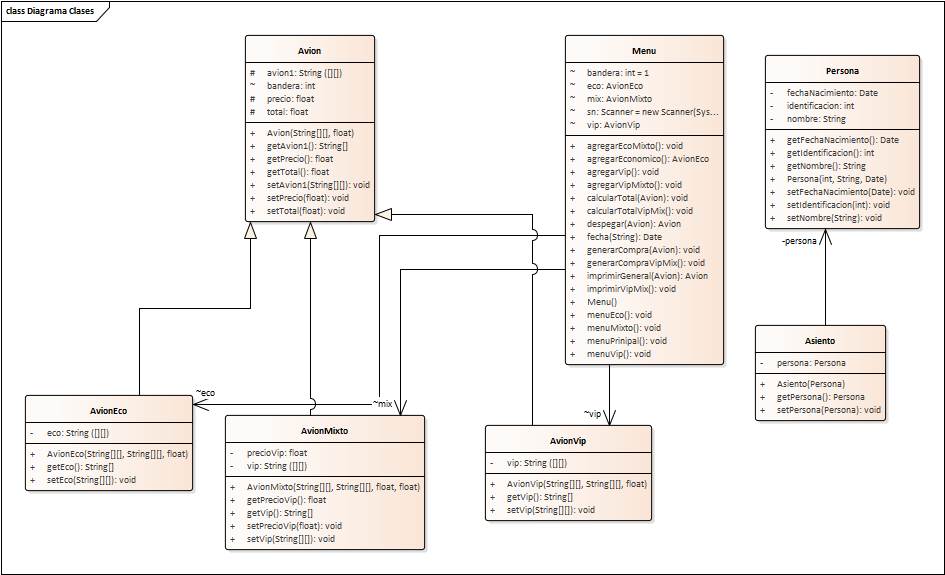 class Diagrama Clases
Avion
# avion1: String ([][])
~ bandera: int
# precio: float
# total: float
+ Avion(String[][], float)
+ getAvion1(): String[]
+ getPrecio(): float
+ getTotal(): float
+ setAvion1(String[][]): void
+ setPrecio(float): void
+ setTotal(float): void
Menu
~ bandera: int = 1
~ eco: AvionEco
~ mix: AvionMixto
~ sn: Scanner = new Scanner(Sys...
~ vip: AvionVip
+ agregarEcoMixto(): void
+ agregarEconomico(): AvionEco
+ agregarVip(): void
+ agregarVipMixto(): void
+ calcularTotal(Avion): void
+ calcularTotalVipMix(): void
+ despegar(Avion): Avion
+ fecha(String): Date
+ generarCompra(Avion): void
+ generarCompraVipMix(): void
+ imprimirGeneral(Avion): Avion
+ imprimirVipMix(): void
+ Menu()
+ menuEco(): void
+ menuMixto(): void
+ menuPrinipal(): void
+ menuVip(): void
Persona
- fechaNacimiento: Date
- identificacion: int
- nombre: String
+ getFechaNacimiento(): Date
+ getIdentificacion(): int
+ getNombre(): String
+ Persona(int, String, Date)
+ setFechaNacimiento(Date): void
+ setIdentificacion(int): void
+ setNombre(String): void
-persona
Asiento
- persona: Persona
+ Asiento(Persona)
+ getPersona(): Persona
+ setPersona(Persona): void
~eco
~mix
~vip
AvionEco
- eco: String ([][])
+ AvionEco(String[][], String[][], float)
+ getEco(): String[]
+ setEco(String[][]): void
AvionMixto
- precioVip: float
- vip: String ([][])
+ AvionMixto(String[][], String[][], float, float)
+ getPrecioVip(): float
+ getVip(): String[]
+ setPrecioVip(float): void
+ setVip(String[][]): void
AvionVip
- vip: String ([][])
+ AvionVip(String[][], String[][], float)
+ getVip(): String[]
+ setVip(String[][]): void